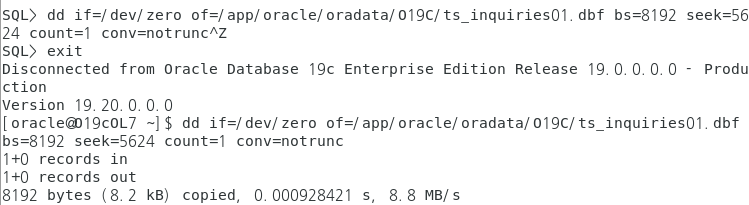 SQL> dd if=/dev/zero of=/app/oracle/oradata/O19C/ts_inquiries01.dbf bs=8192 seek=56
24 count=1 conv=notrunc^Z
SQL> exit
Disconnected from Oracle Database 19c Enterprise Edition Release 19.0.0.0.0 - Produ
ction
Version 19.20.0.0.0
[oracle@O19cOL7 ~]$ dd if=/dev/zero of=/app/oracle/oradata/O19C/ts_inquiries01.dbf
bs=8192 seek=5624 count=1 conv=notrunc
1+0 records in
1+0 records out
8192 bytes (8.2 kB) copied, 0.000928421 s, 8.8 MB/s